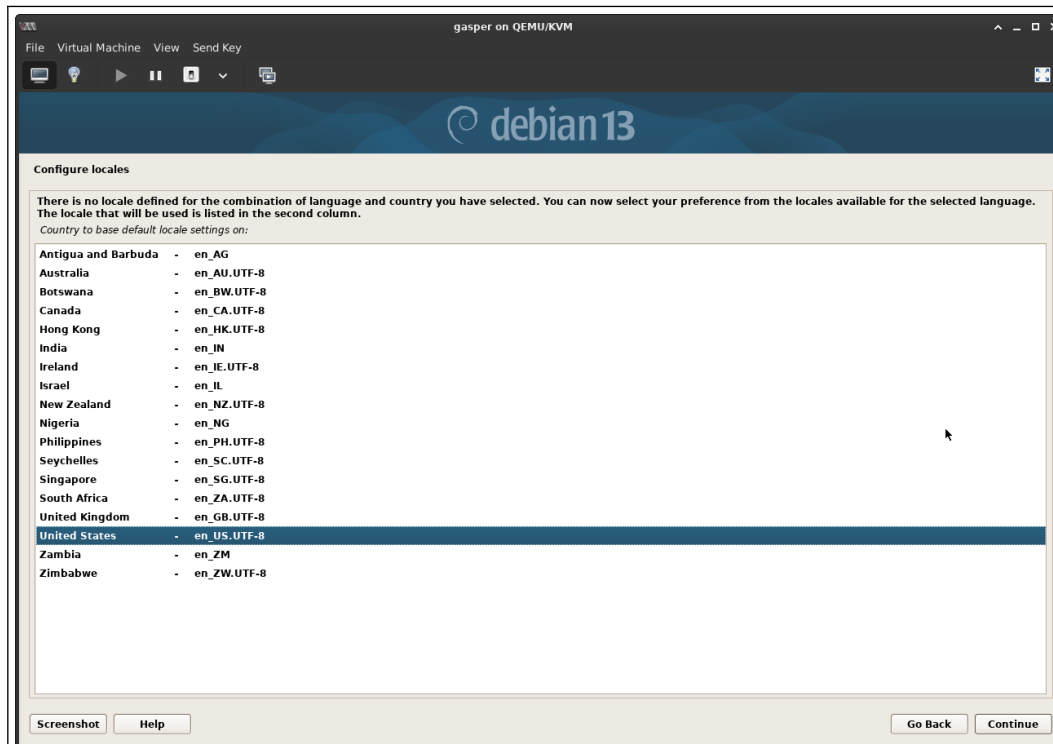 gasper on QEMU/KVM
File Virtual Machine View Send Key
debian 13
Configure locales
There is no locale defined for the combination of language and country you have selected. You can now select your preference from the locales available for the selected language.
The locale that will be used is listed in the second column.
Country to base default locale settings on:
Antigua and Barbuda - en_AG
Australia - en_AU.UTF-8
Botswana - en_BW.UTF-8
Canada - en_CA.UTF-8
Hong Kong - en_HK.UTF-8
India - en_IN
Ireland - en_IE.UTF-8
Israel - en_IL
New Zealand - en_NZ.UTF-8
Nigeria - en_NG
Philippines - en_PH.UTF-8
Seychelles - en_SC.UTF-8
Singapore - en_SG.UTF-8
South Africa - en_ZA.UTF-8
United Kingdom - en_GB.UTF-8
United States - en_US.UTF-8
Zambia - en_ZM
Zimbabwe - en_ZW.UTF-8
Screenshot Help Go Back Continue